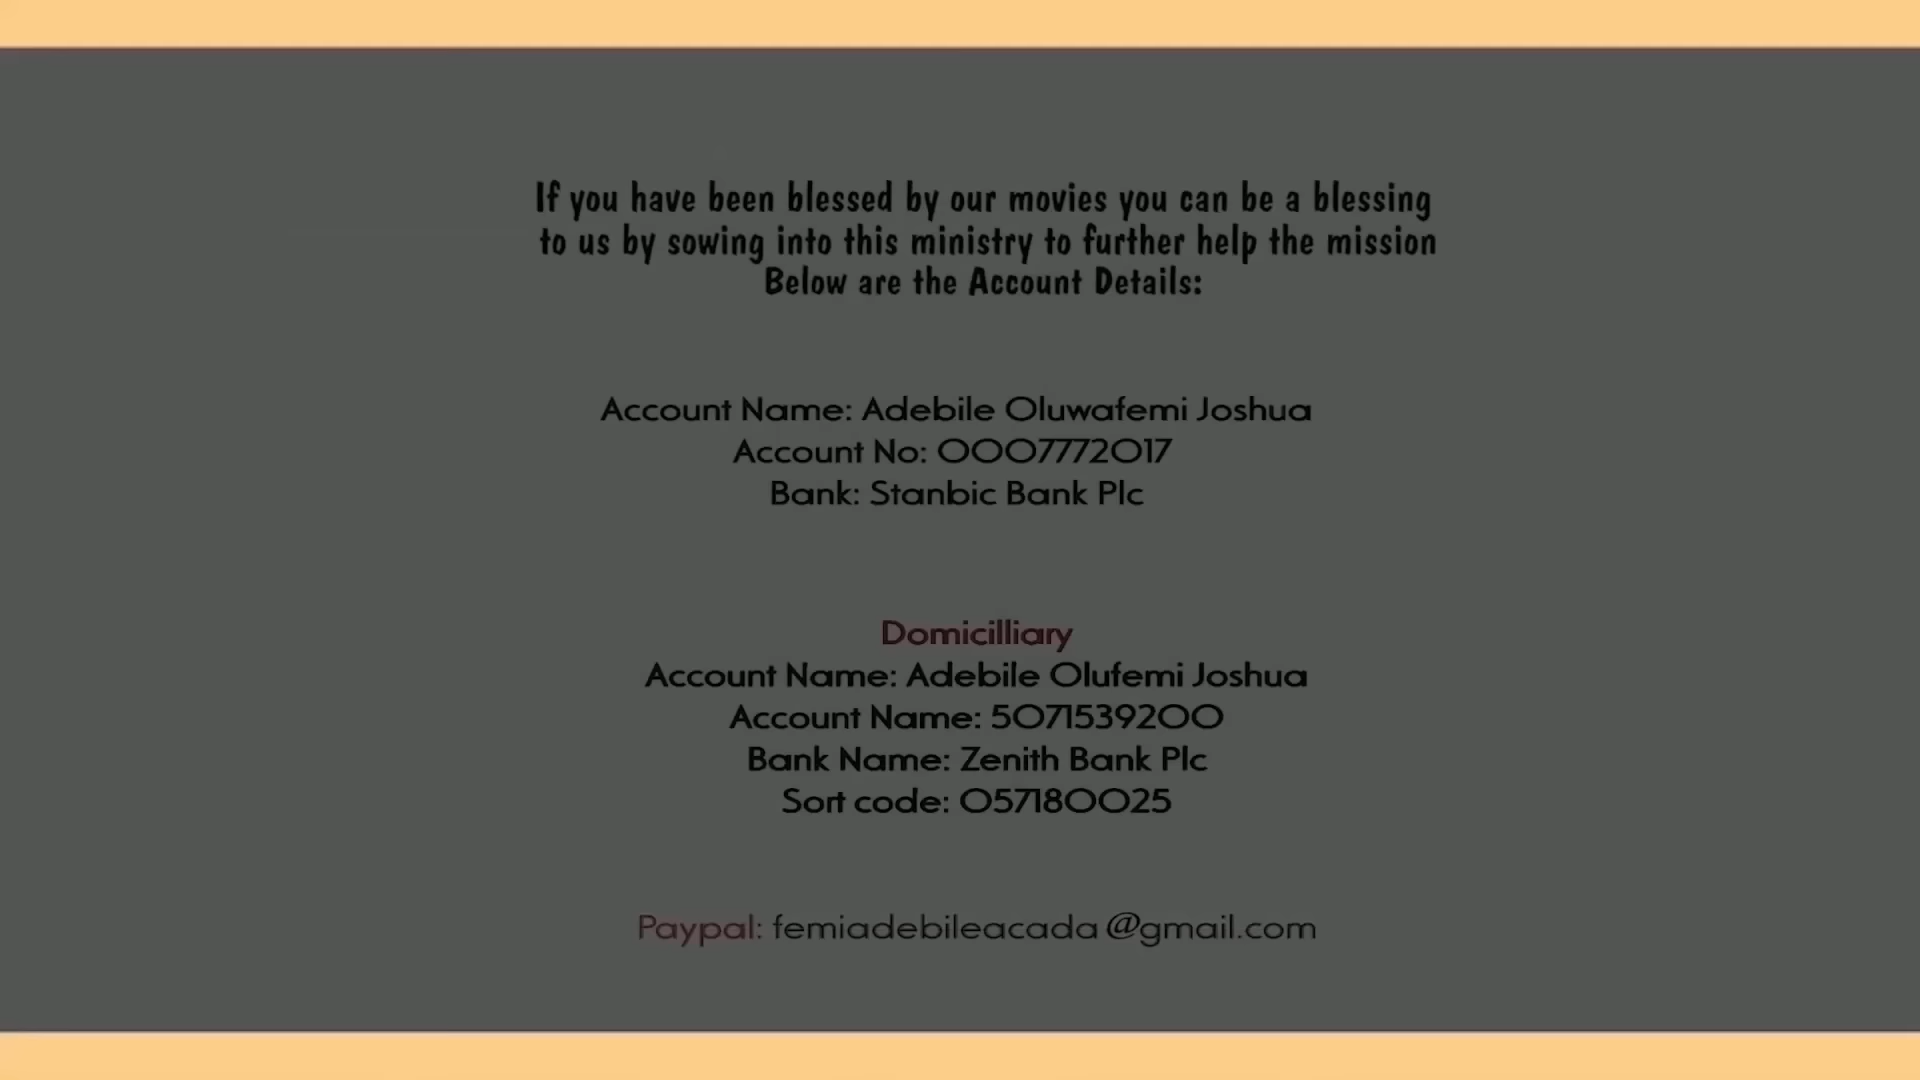 If you have been blessed by our movies you can be a blessing
to us by sowing into this ministry to further help the mission
Below are the Account Details:
Account Name: Adebile Oluwafemi Joshua
Account No: 0007772017
Bank: Stanbic Bank Plc
Domicilliary
Account Name: Adebile Olufemi Joshua
Account Name: 5071539200
Bank Name: Zenith Bank Plc
Sort code: 057180025
Paypal: femiadebileacada@gmail.com